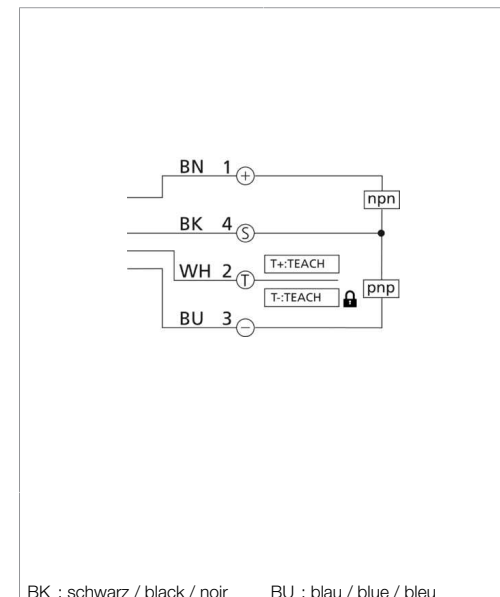 BN 1 +
npn
BK 4 S
T+:TEACH
WH 2 T
T-:TEACH
pnp
BU 3 −
BK : schwarz / black / noir BU : blau / blue / bleu